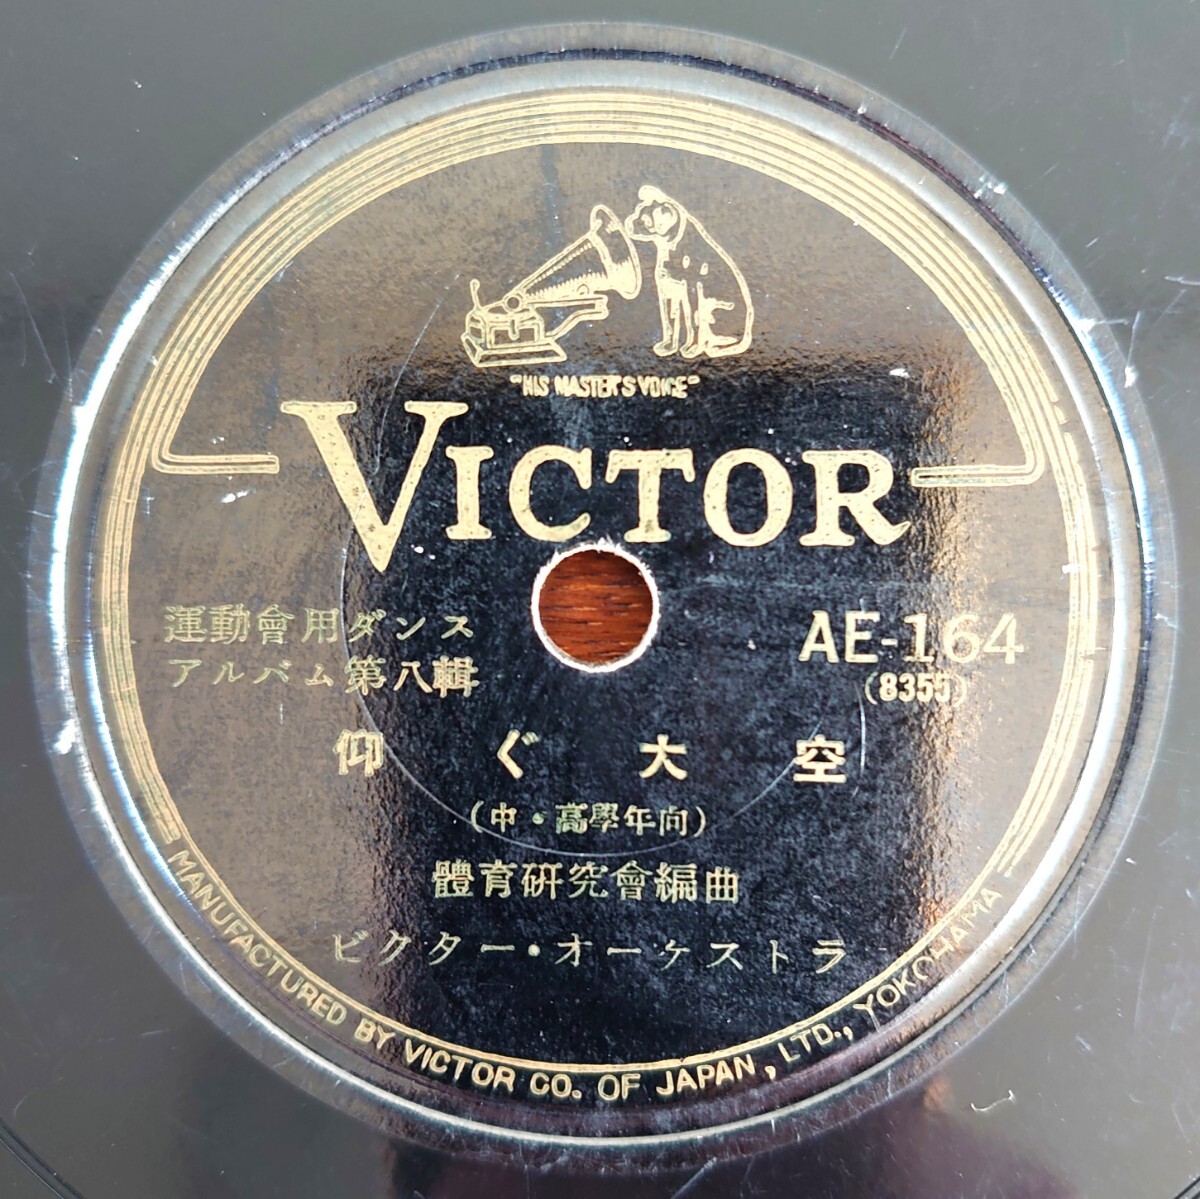 "HIS MASTER'S VOICE"
VICTOR
運動會用ダンス
アルバム第八輯
AE-164
(8355)
仰ぐ大空
(中・高學年向)
體育硏究會編曲
ビクター・オーケストラ
MANUFACTURED BY VICTOR CO. OF JAPAN, LTD., YOKOHAMA